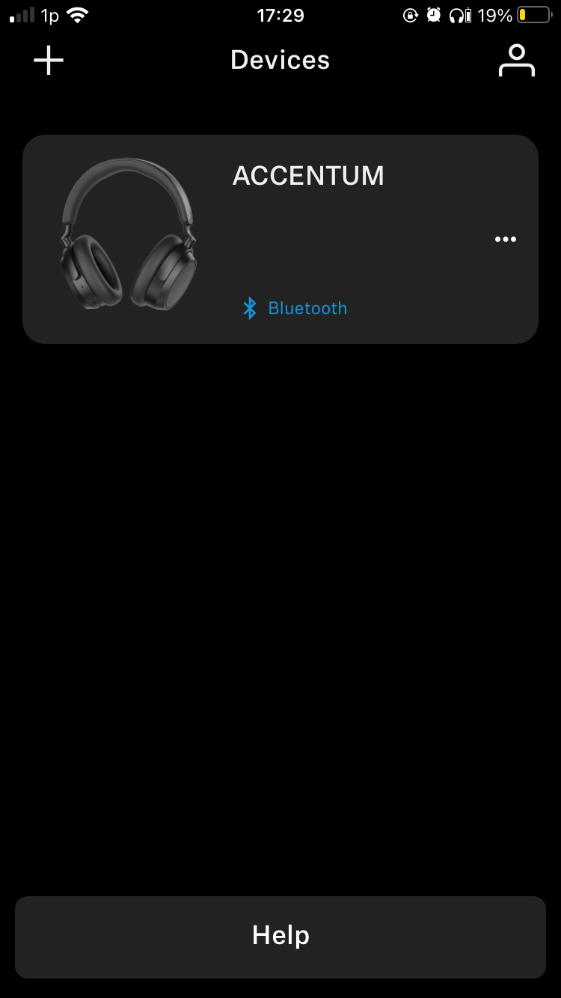 1p 17:29 19%
Devices
ACCENTUM
Bluetooth
Help